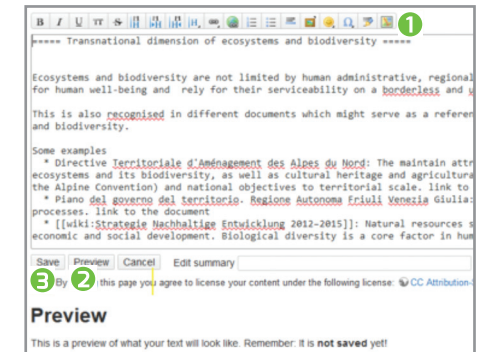 B I U TT S
1
===== Transnational dimension of ecosystems and biodiversity =====
Ecosystems and biodiversity are not limited by human administrative, regional
for human well-being and rely for their serviceability on a borderless and
This is also recognised in different documents which might serve as a referen
and biodiversity.
Some examples
* Directive Territoriale d'Aménagement des Alpes du Nord: The maintain attr
ecosystems and its biodiversity, as well as cultural heritage and agricultura
the Alpine Convention) and national objectives to territorial scale. link to
* Piano del governo del territorio. Regione Autonoma Friuli Venezia Giulia:
processes. link to the document
* [[wiki:Strategie Nachhaltige Entwicklung 2012-2015]]: Natural resources s
economic and social development. Biological diversity is a core factor in hum
Save Preview Cancel Edit summary
3 By 2 this page you agree to license your content under the following license: CC Attribution-
Preview
This is a preview of what your text will look like. Remember: It is not saved yet!